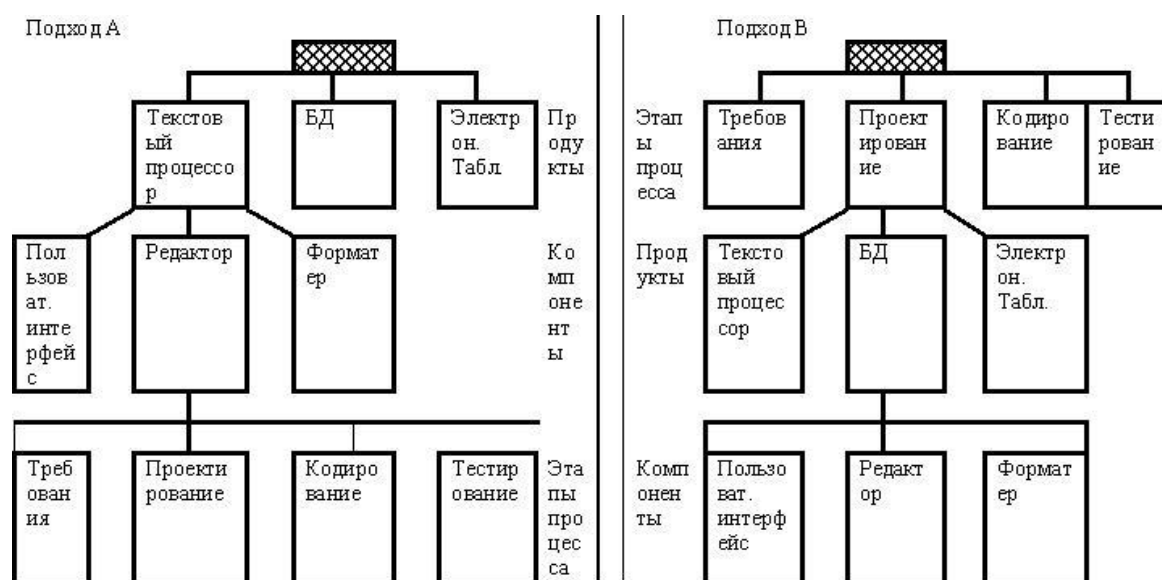 Подход А
Текстов
ый
процессо
р
БД
Электр
он.
Табл.
Пр
оду
кты
Пол
ьзов
ат.
инте
рфей
с
Редактор
Формат
ер
Ко
мп
оне
нт
ы
Треб
ован
ия
Проекти
рование
Кодиро
вание
Тестир
ование
Эта
пы
про
цес
са
Подход В
Этап
ы
проц
есса
Требов
ания
Проект
ирован
ие
Кодиро
вание
Тести
рован
ие
Прод
укты
Тексто
вый
процес
сор
БД
Электр
он.
Табл.
Комп
онен
ты
Пользо
ват.
интерф
ейс
Редакт
ор
Формат
ер